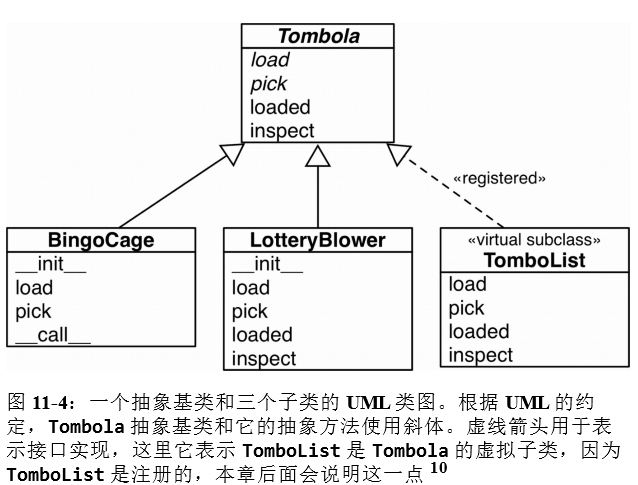 Tombola
load
pick
loaded
inspect
«registered»
BingoCage
__init__
load
pick
__call__
LotteryBlower
__init__
load
pick
loaded
inspect
«virtual subclass»
TomboList
load
pick
loaded
inspect
图 11-4：一个抽象基类和三个子类的 UML 类图。根据 UML 的约
定，Tombola 抽象基类和它的抽象方法使用斜体。虚线箭头用于表
示接口实现，这里它表示 TomboList 是 Tombola 的虚拟子类，因为
TomboList 是注册的，本章后面会说明这一点 10